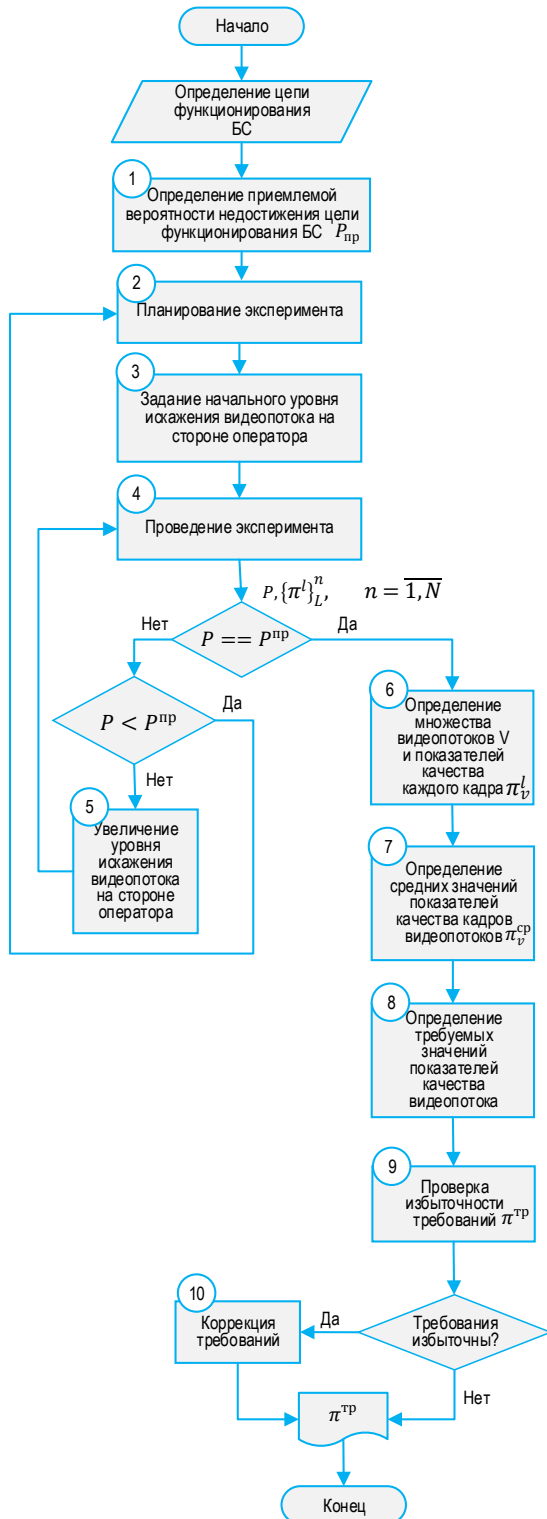 Начало
Определение цепи
функционирования
БС
1
Определение приемлемой
вероятности недостижения цели
функционирования БС P_пр
2
Планирование эксперимента
3
Задание начального уровня
искажения видеопотока на
стороне оператора
4
Проведение эксперимента
P, {π^l}_L^n, n = \overline{1, N}
Нет
P == P^пр
Да
P < P^пр
Да
Нет
5
Увеличение
уровня
искажения
видеопотока
на стороне
оператора
6
Определение
множества
видеопотоков V
и показателей
качества
каждого кадра π_v^l
7
Определение
средних значений
показателей
качества кадров
видеопотоков π_v^ср
8
Определение
требуемых
значений
показателей
качества
видеопотока
9
Проверка
избыточности
требований π^тр
10
Коррекция
требований
Да
Требования
избыточны?
Нет
π^тр
Конец